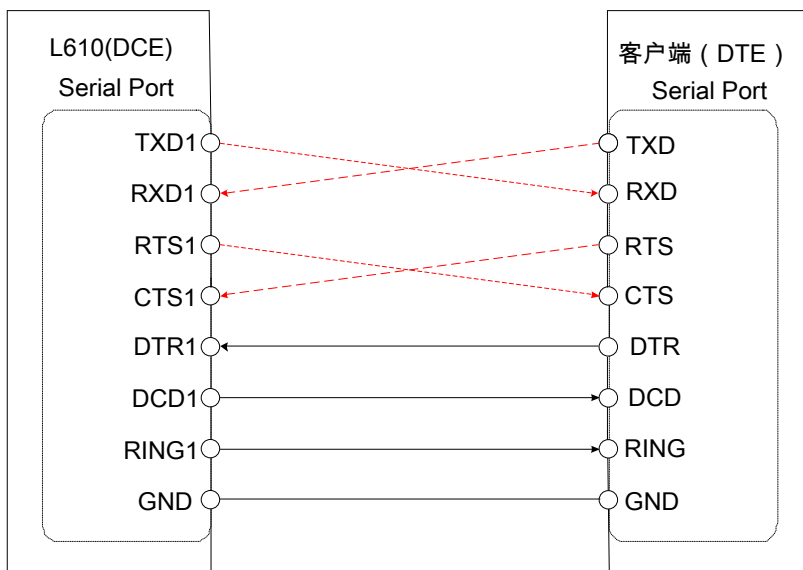 L610(DCE)
Serial Port
TXD1
RXD1
RTS1
CTS1
DTR1
DCD1
RING1
GND
客户端（DTE）
Serial Port
TXD
RXD
RTS
CTS
DTR
DCD
RING
GND